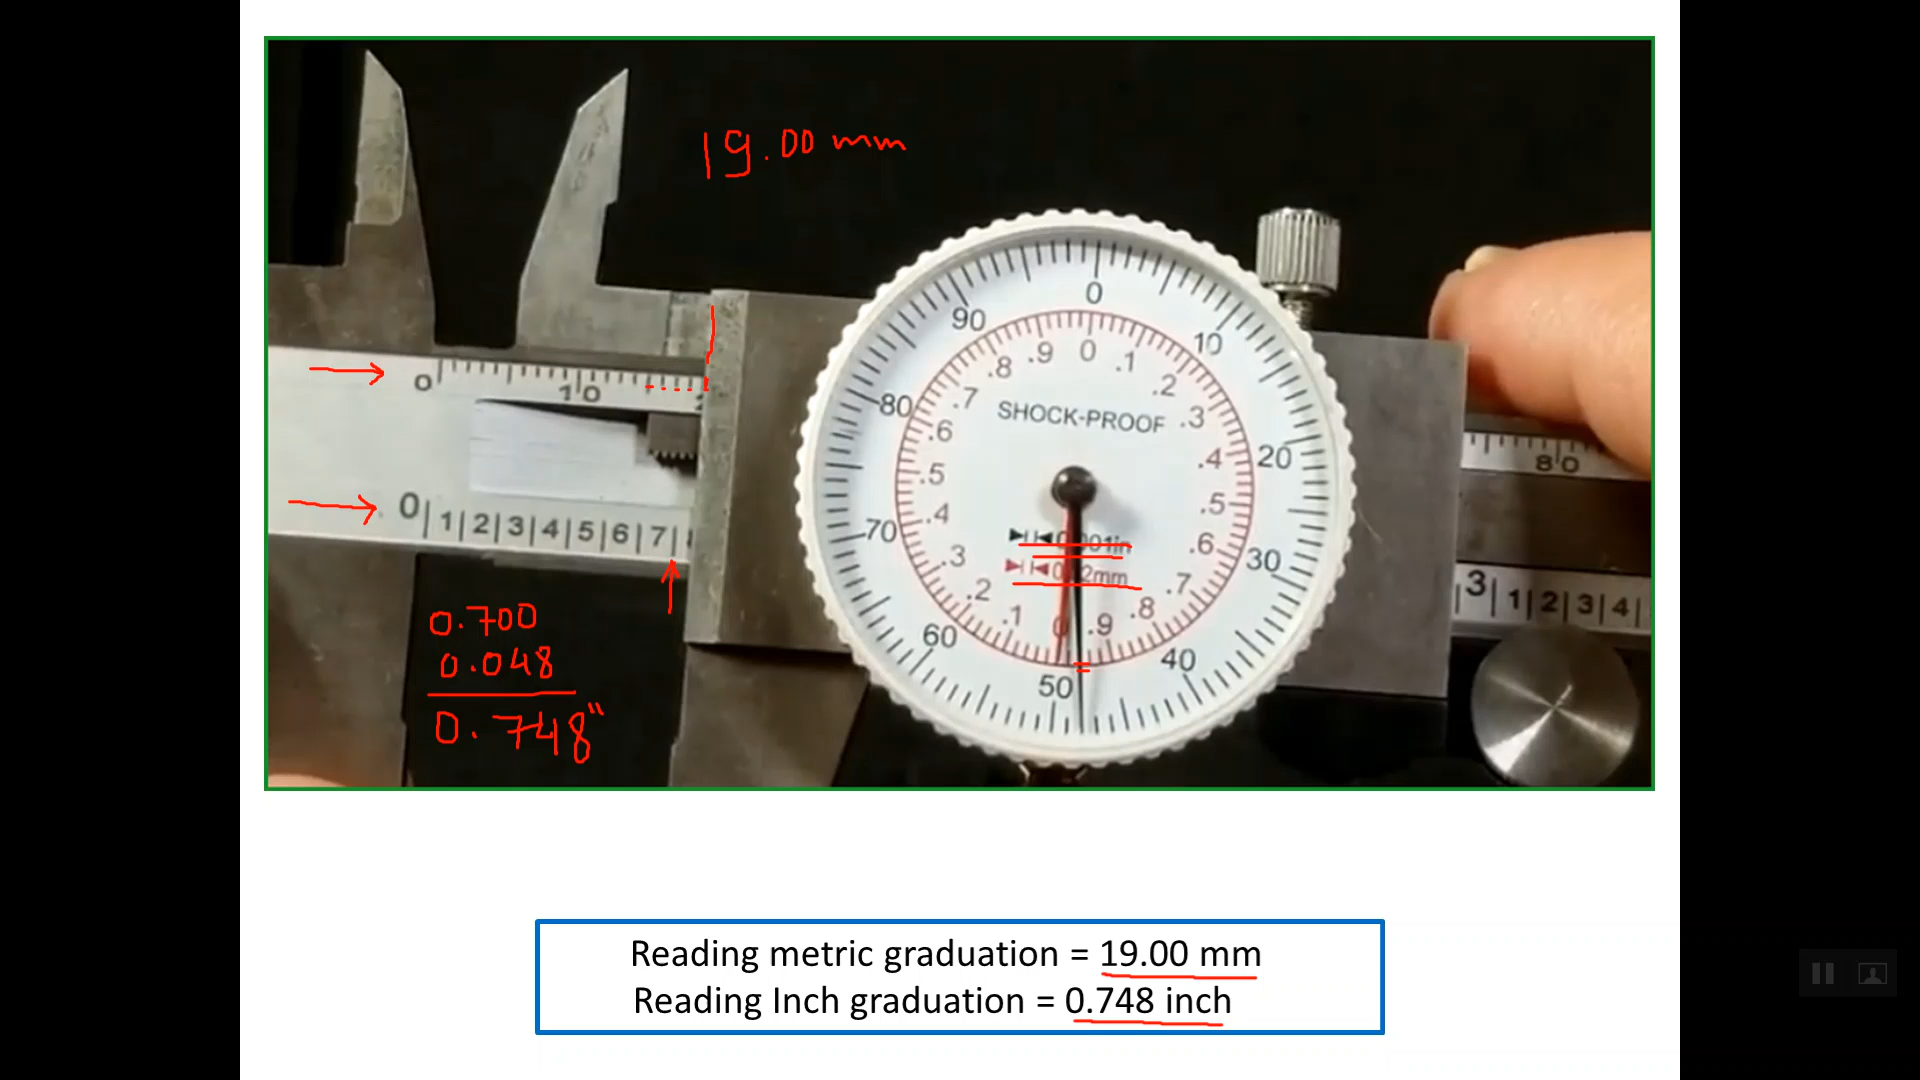 19.00 mm
0
10
0 1 2 3 4 5 6 7
0
10
20
30
40
50
60
70
80
90
0 .1 .2 .3 .4 .5 .6 .7 .8 .9
0 .1 .2 .3 .4 .5 .6 .7 .8 .9
SHOCK-PROOF
80
3 1 2 3 4
0.700
0.048
0.748"
Reading metric graduation = 19.00 mm
Reading Inch graduation = 0.748 inch